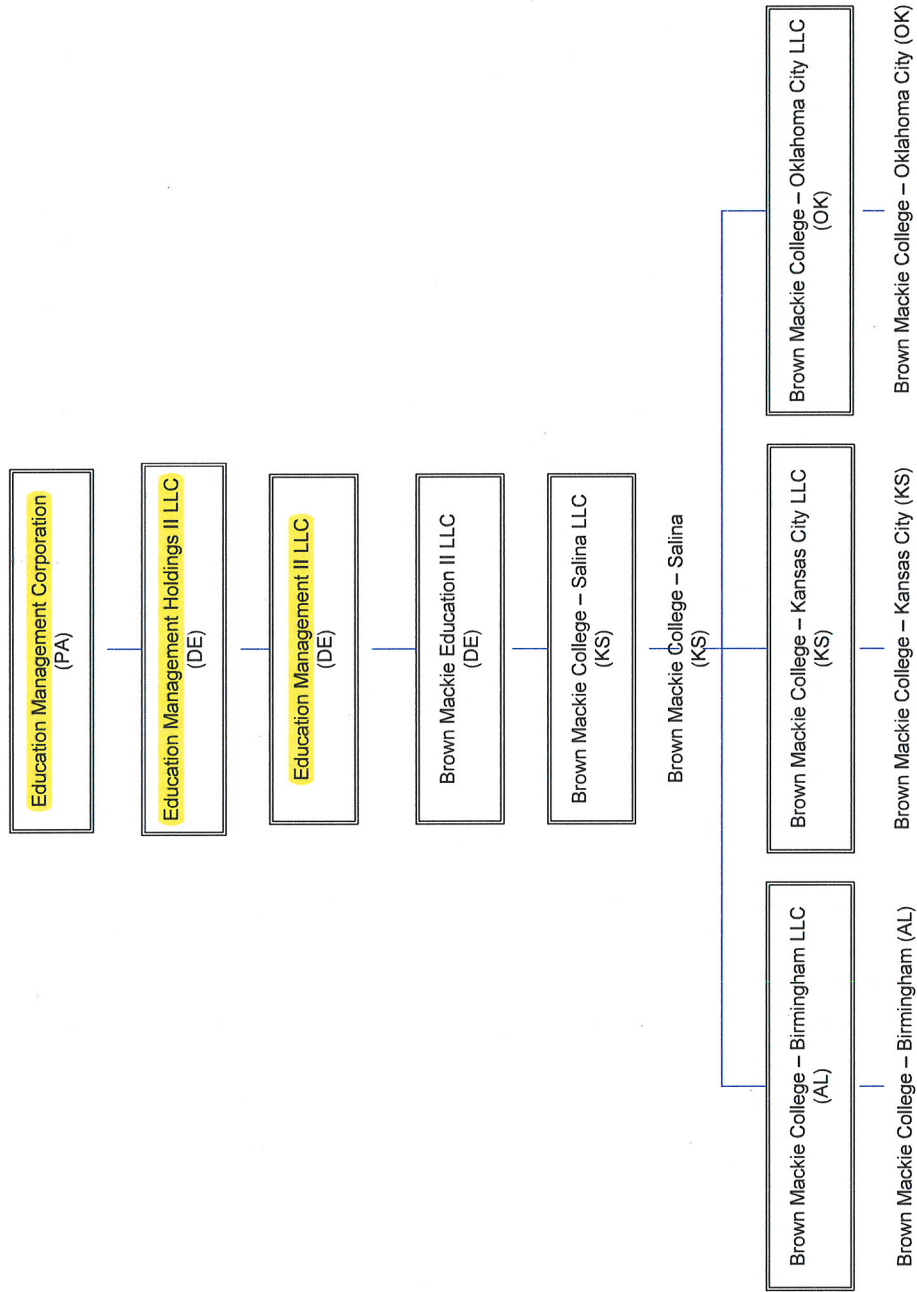 Education Management Corporation
(PA)
Education Management Holdings II LLC
(DE)
Education Management II LLC
(DE)
Brown Mackie Education II LLC
(DE)
Brown Mackie College – Salina LLC
(KS)
Brown Mackie College – Salina
(KS)
Brown Mackie College – Birmingham LLC
(AL)
Brown Mackie College – Kansas City LLC
(KS)
Brown Mackie College – Oklahoma City LLC
(OK)
Brown Mackie College – Birmingham (AL)
Brown Mackie College – Kansas City (KS)
Brown Mackie College – Oklahoma City (OK)